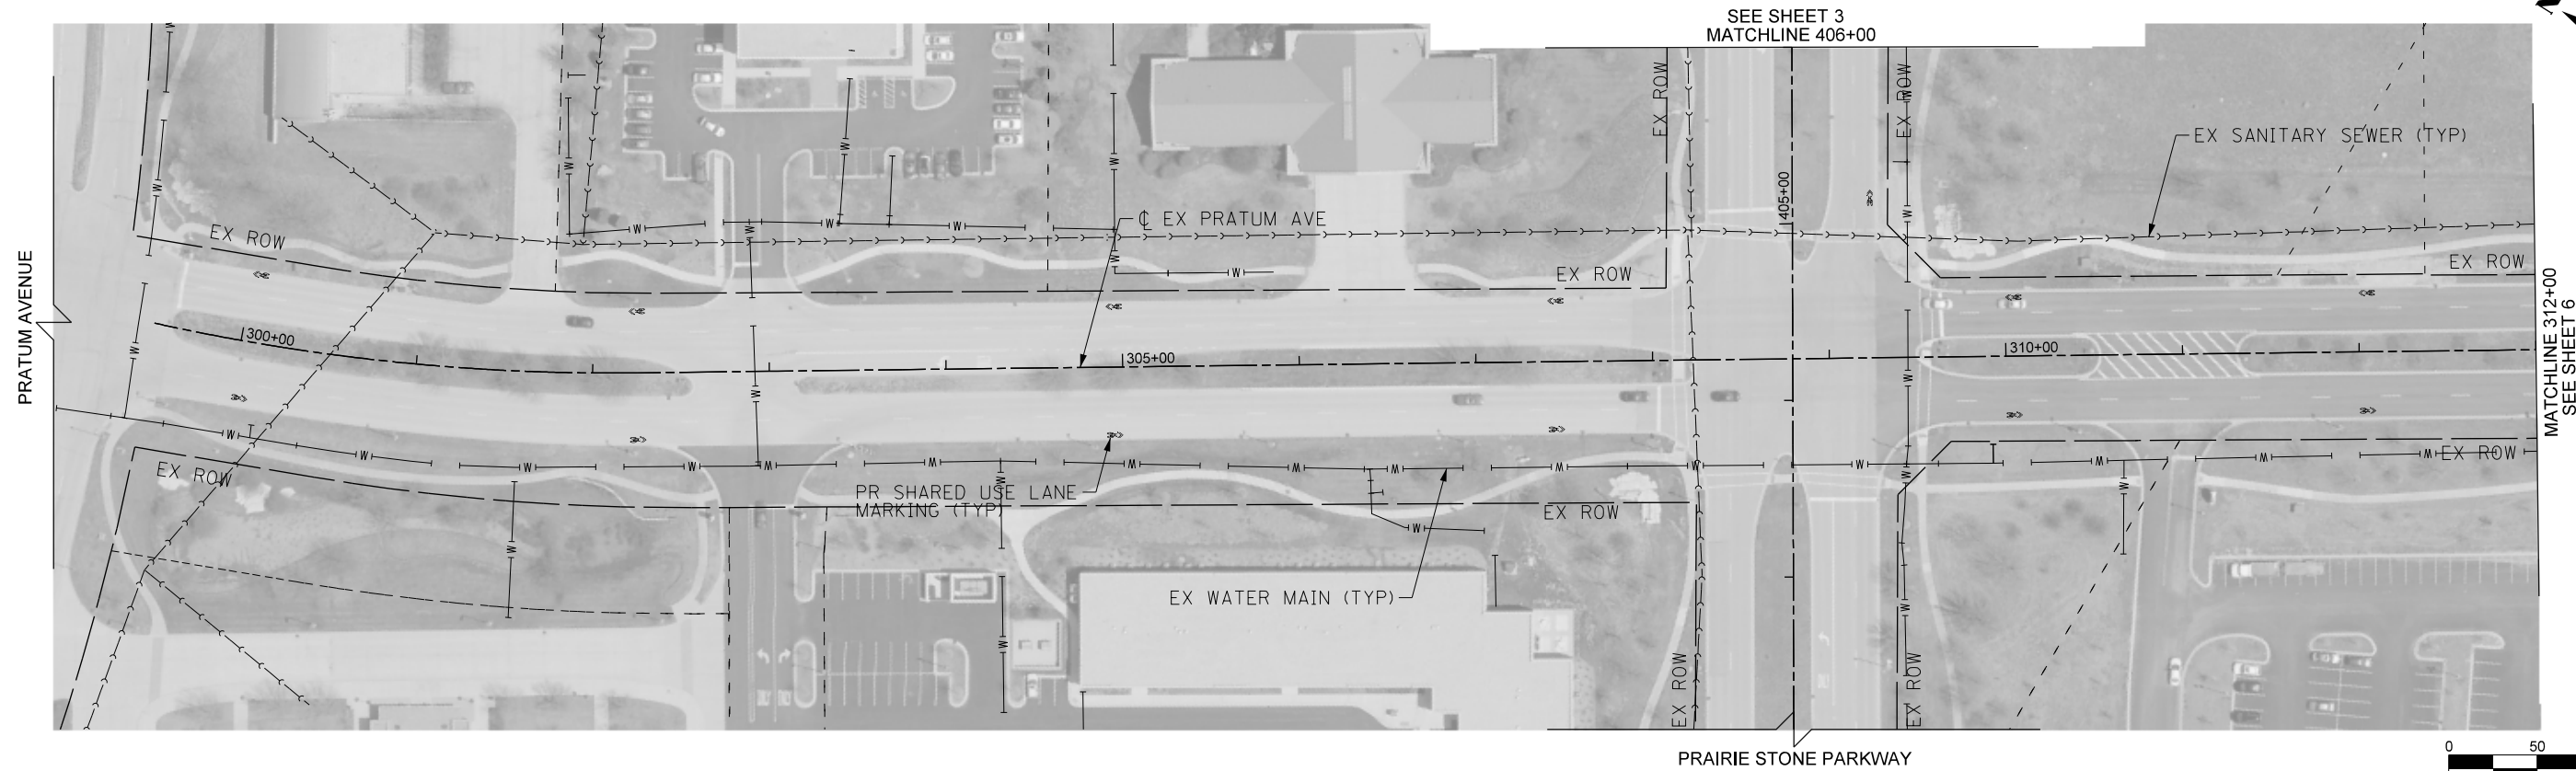 SEE SHEET 3
MATCHLINE 406+00
EX ROW
EX ROW
W
EX SANITARY SEWER (TYP)
405+00
℄ EX PRATUM AVE
EX ROW
EX ROW
EX ROW
PRATUM AVENUE
300+00
305+00
310+00
MATCHLINE 312+00
SEE SHEET 6
EX ROW
PR SHARED USE LANE
MARKING (TYP)
EX ROW
EX ROW
EX WATER MAIN (TYP)
EX ROW
EX ROW
PRAIRIE STONE PARKWAY
0 50